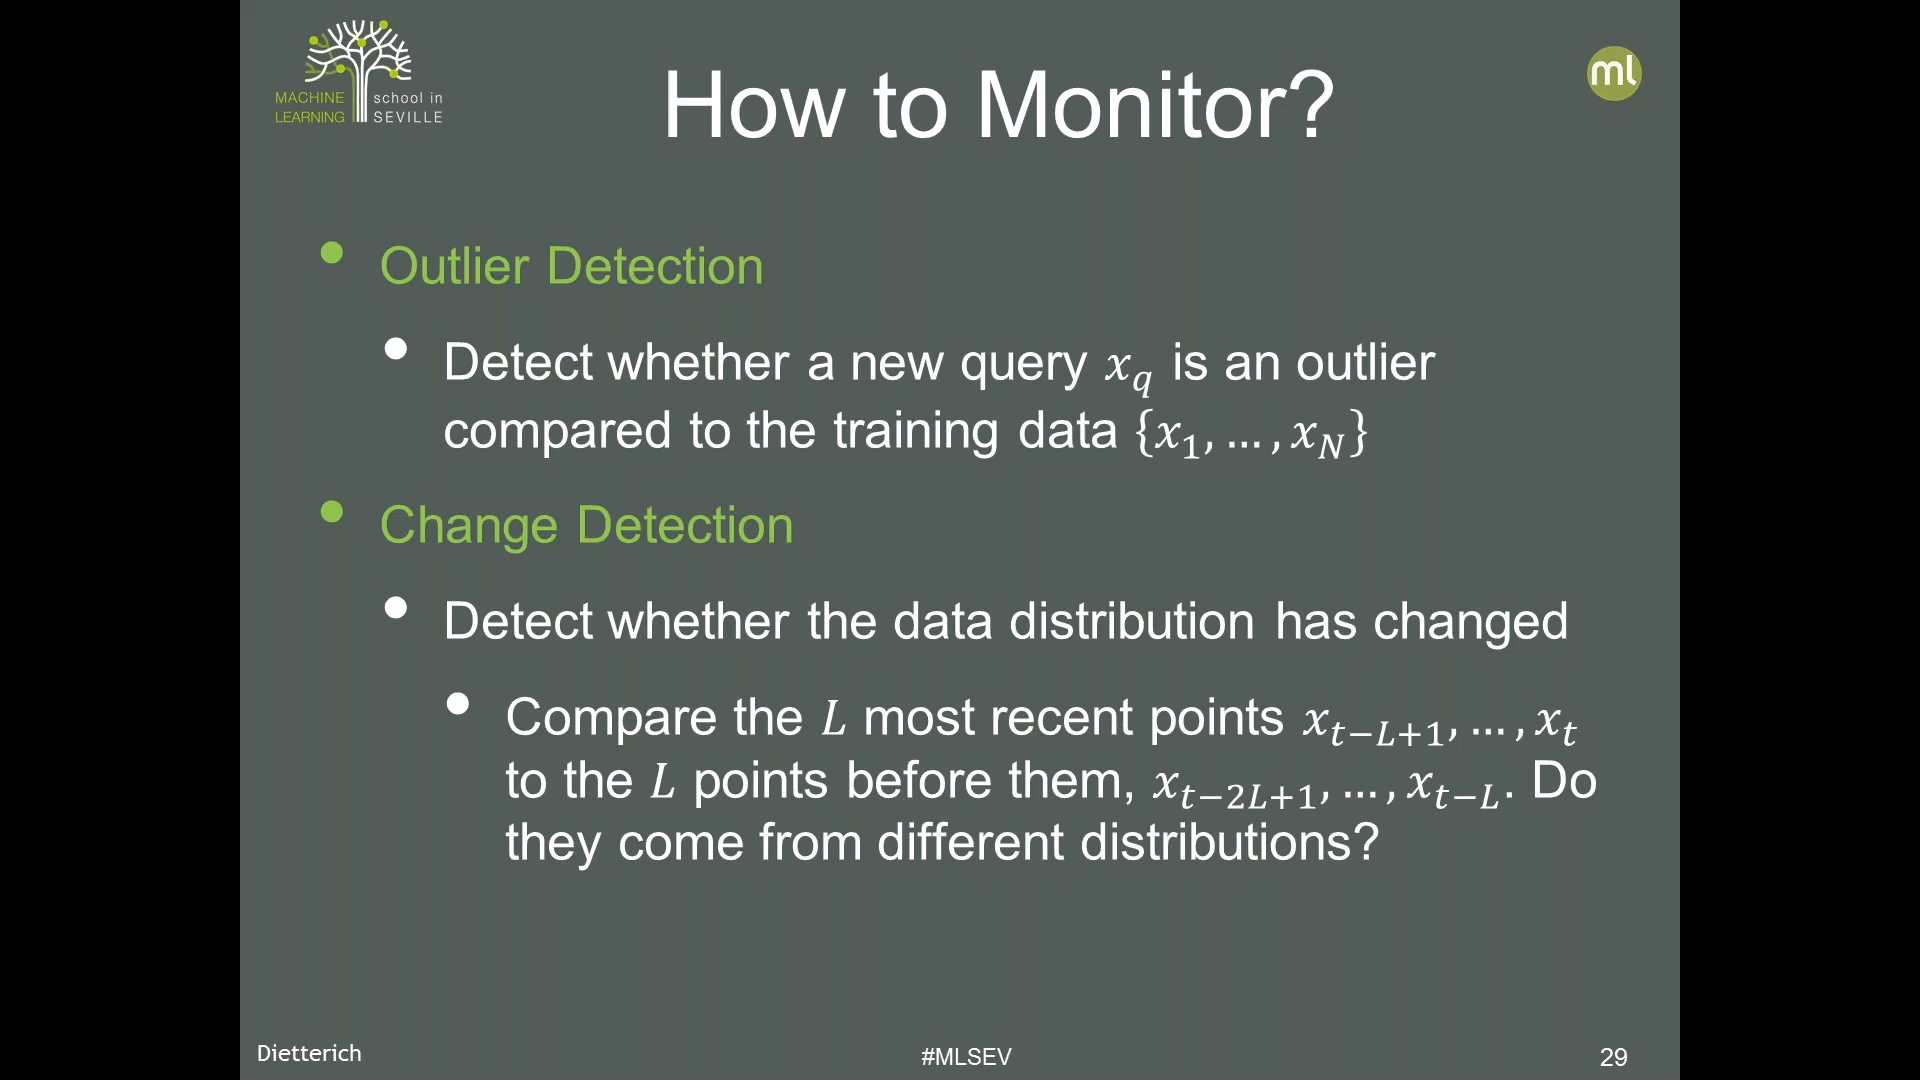 MACHINE school in
LEARNING SEVILLE
How to Monitor?
ml
• Outlier Detection
• Detect whether a new query x_q is an outlier
compared to the training data {x_1, … , x_N}
• Change Detection
• Detect whether the data distribution has changed
• Compare the L most recent points x_{t−L+1}, … , x_t
to the L points before them, x_{t−2L+1}, … , x_{t−L}. Do
they come from different distributions?
Dietterich
#MLSEV
29